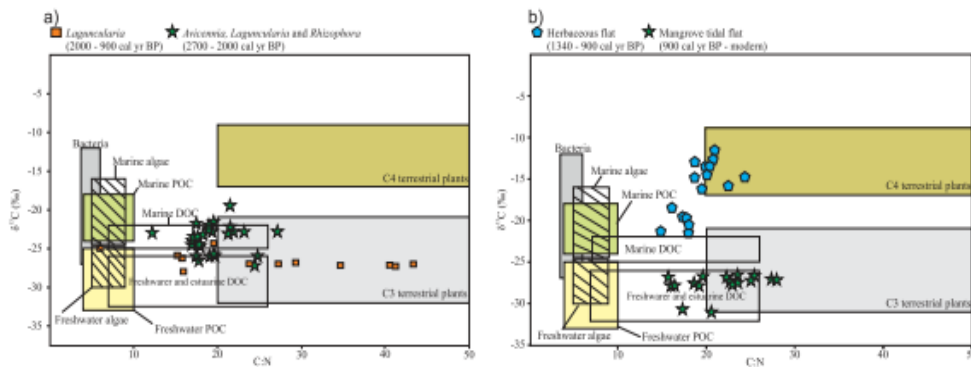 a)
Laguncularia
(2000 - 900 cal yr BP)
Avicennia, Laguncularia and Rhizophora
(2700 - 2000 cal yr BP)
-5
-10
-15
-20
-25
-30
-35
δ¹³C (‰)
Bacteria
Marine algae
Marine POC
Marine DOC
C4 terrestrial plants
Freshwarer and estuarine DOC
C3 terrestrial plants
Freshwater algae
Freshwater POC
10
20
30
40
50
C:N
b)
Herbaceous flat
(1340 - 900 cal yr BP)
Mangrove tidal flat
(900 cal yr BP - modern)
-5
-10
-15
-20
-25
-30
-35
δ¹³C (‰)
Bacteria
Marine algae
Marine POC
Marine DOC
C4 terrestrial plants
Freshwarer and estuarine DOC
C3 terrestrial plants
Freshwater algae
Freshwater POC
10
20
30
40
50
C:N